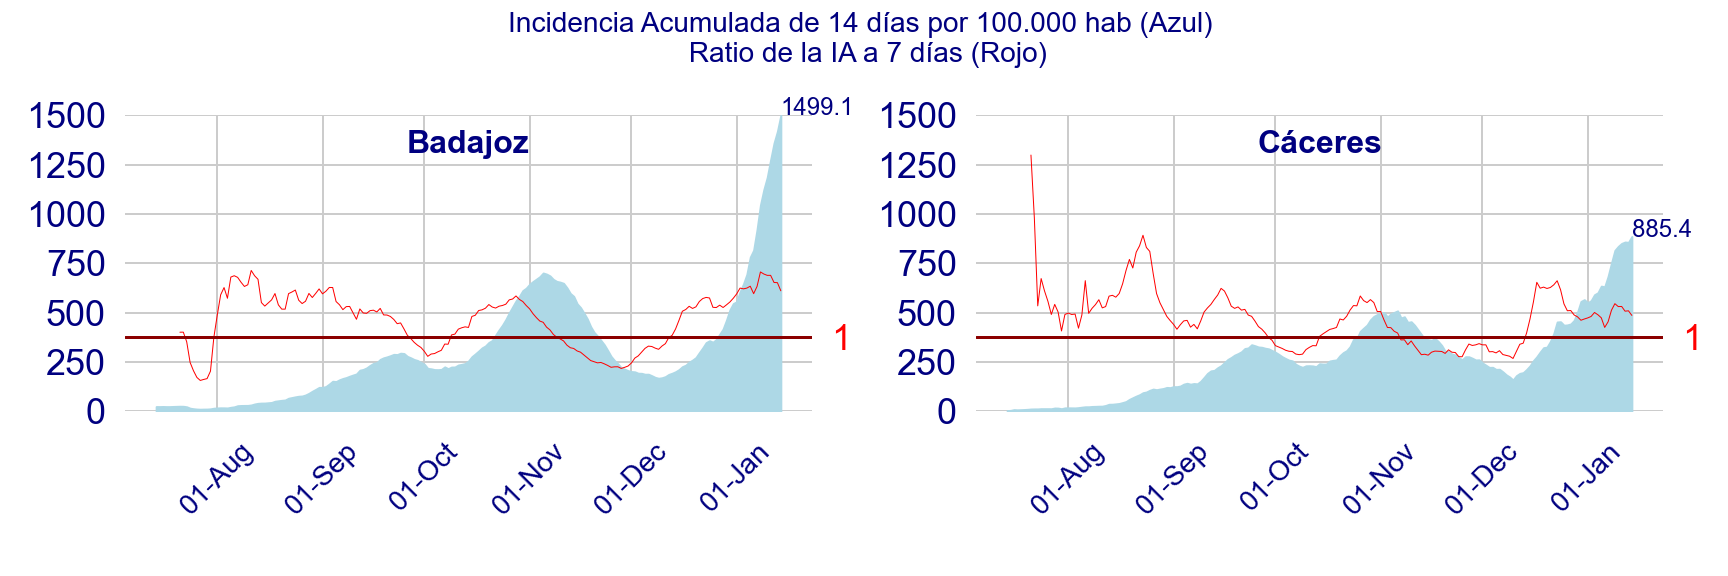 Incidencia Acumulada de 14 días por 100.000 hab (Azul)
Ratio de la IA a 7 días (Rojo)
Badajoz
1500
1250
1000
750
500
250
0
1499.1
1
01-Aug
01-Sep
01-Oct
01-Nov
01-Dec
01-Jan
Cáceres
1500
1250
1000
750
500
250
0
885.4
1
01-Aug
01-Sep
01-Oct
01-Nov
01-Dec
01-Jan